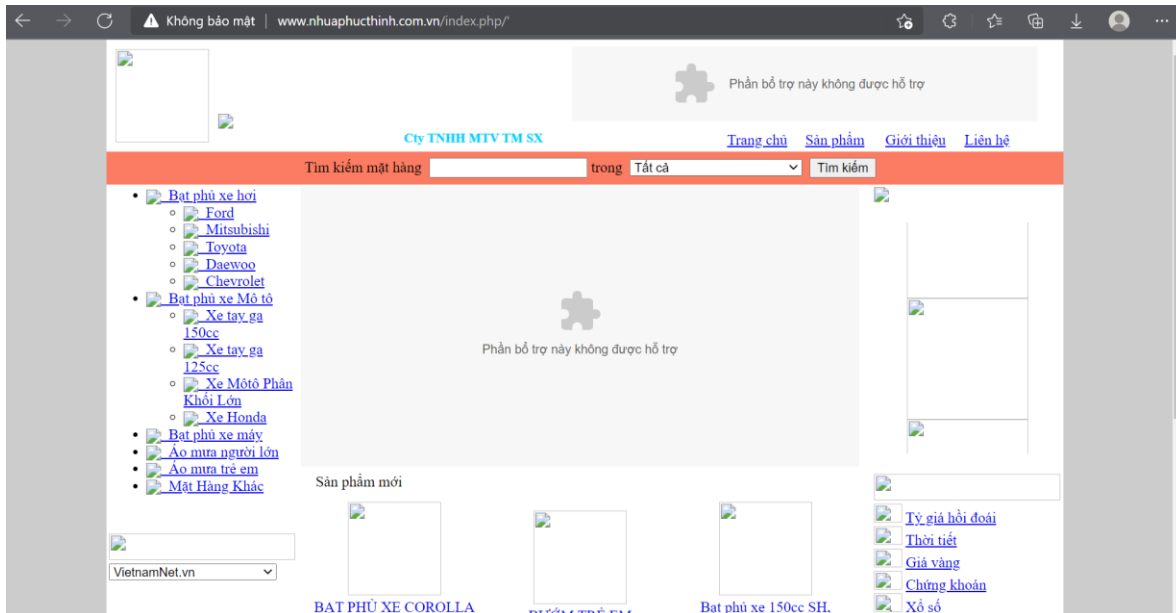 Không bảo mật | www.nhuaphucthinh.com.vn/index.php/'
Phần bổ trợ này không được hỗ trợ
Cty TNHH MTV TM SX
Trang chủ Sản phẩm Giới thiệu Liên hệ
Tìm kiếm mặt hàng trong Tất cả Tìm kiếm
Bạt phủ xe hơi
Ford
Mitsubishi
Toyota
Daewoo
Chevrolet
Bạt phủ xe Mô tô
Xe tay ga
150cc
Xe tay ga
125cc
Xe Môtô Phân
Khối Lớn
Xe Honda
Bạt phủ xe máy
Áo mưa người lớn
Áo mưa trẻ em
Mặt Hàng Khác
VietnamNet.vn
Phần bổ trợ này không được hỗ trợ
Sản phẩm mới
BẠT PHỦ XE COROLLA
TRẺ EM
Bạt phủ xe 150cc SH,
Tỷ giá hối đoái
Thời tiết
Giá vàng
Chứng khoán
Xổ số